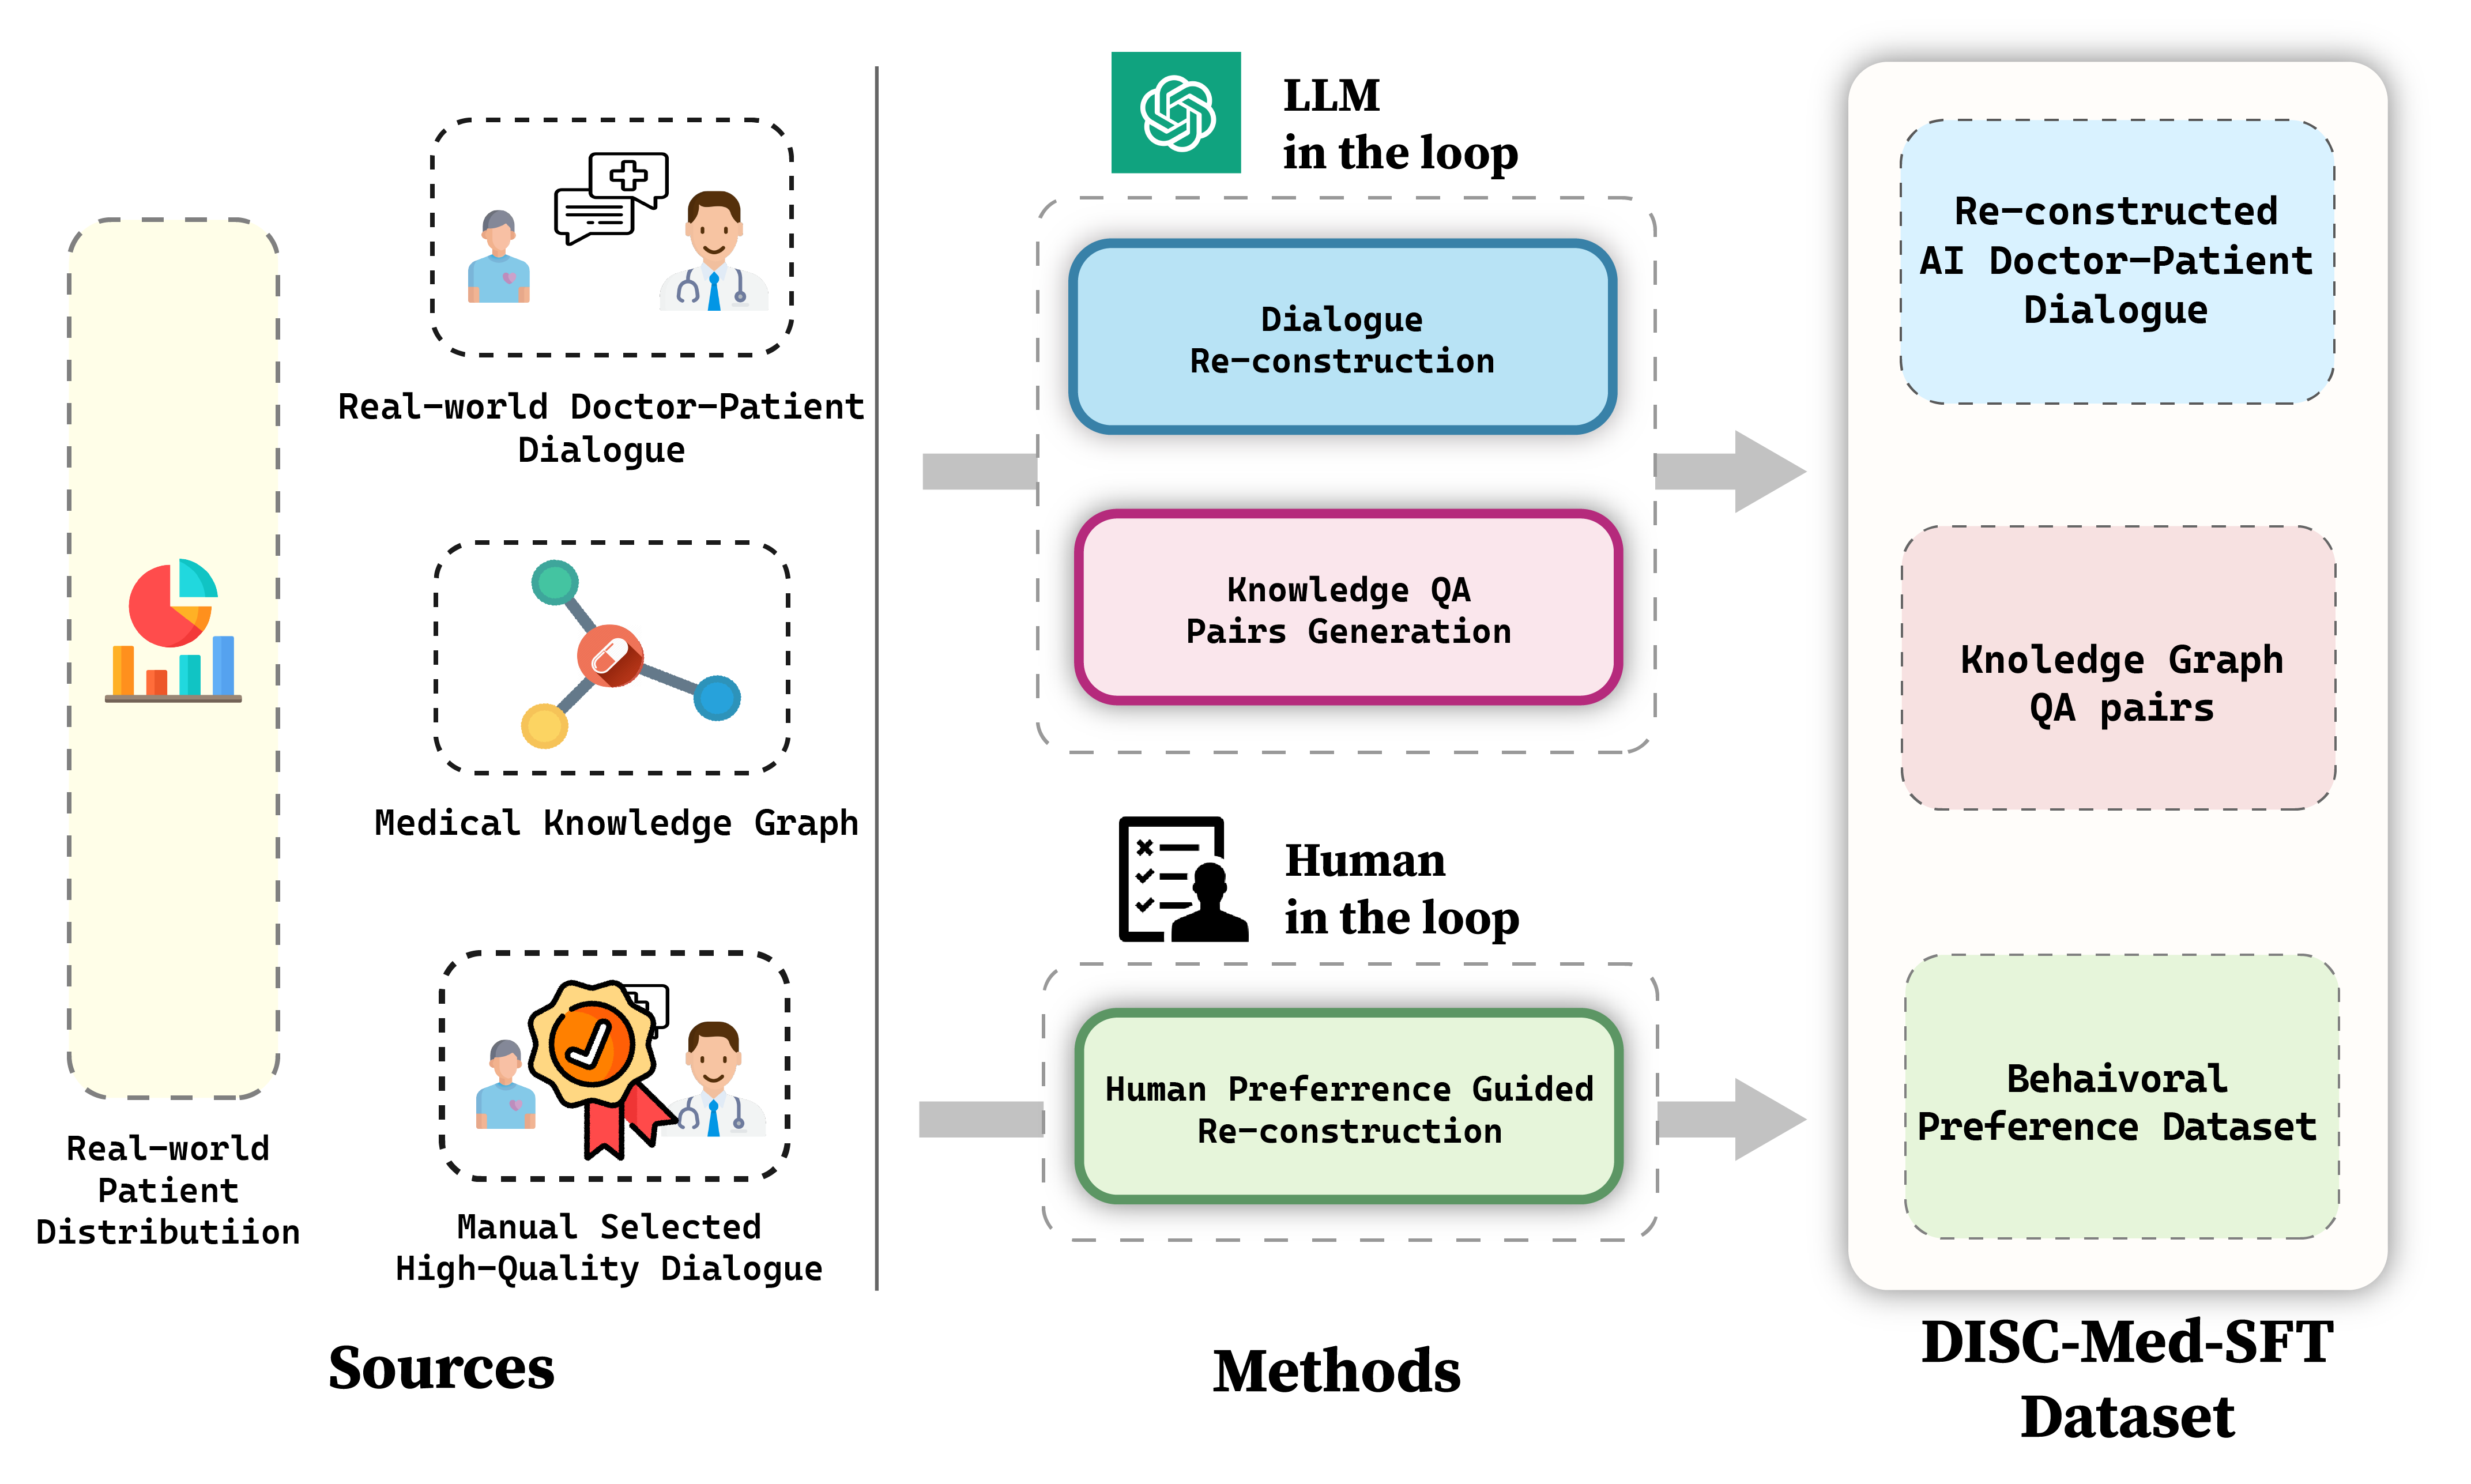 Real-world
Patient
Distributiion
Real-world Doctor-Patient
Dialogue
Medical Knowledge Graph
Manual Selected
High-Quality Dialogue
Sources
LLM
in the loop
Dialogue
Re-construction
Knowledge QA
Pairs Generation
Human
in the loop
Human Preferrence Guided
Re-construction
Methods
Re-constructed
AI Doctor-Patient
Dialogue
Knoledge Graph
QA pairs
Behaivoral
Preference Dataset
DISC-Med-SFT
Dataset